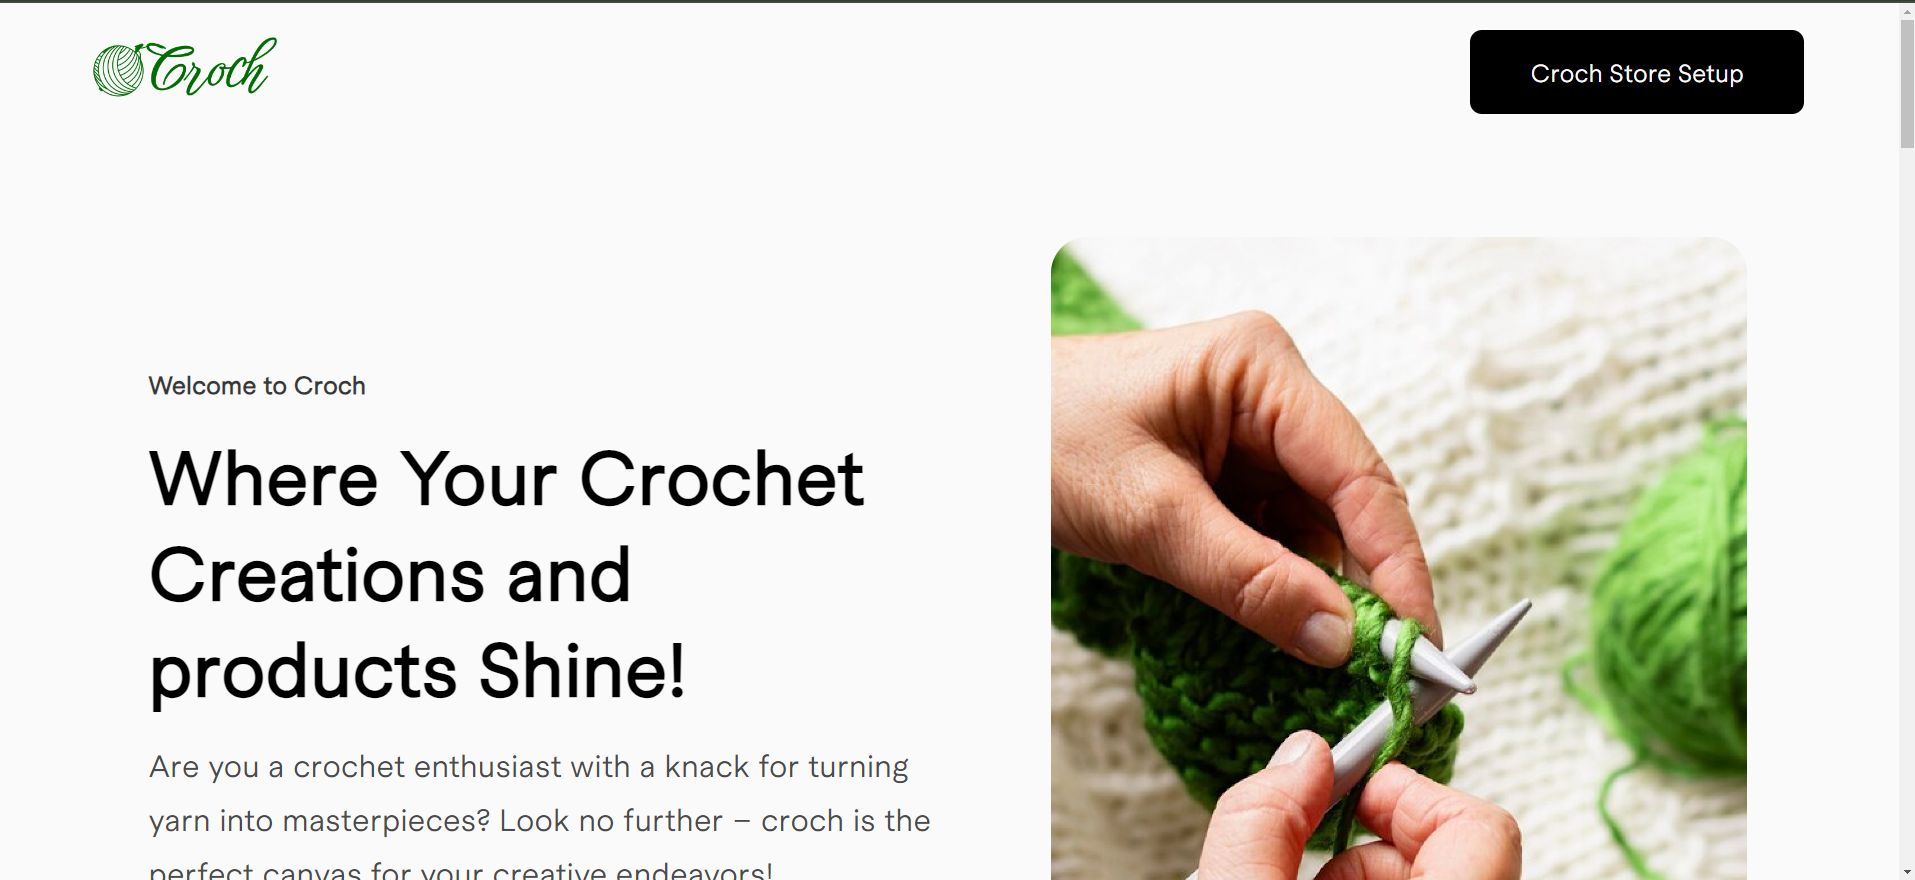 Croch
Croch Store Setup
Welcome to Croch
Where Your Crochet
Creations and
products Shine!
Are you a crochet enthusiast with a knack for turning
yarn into masterpieces? Look no further – croch is the
perfect canvas for your creative endeavors!